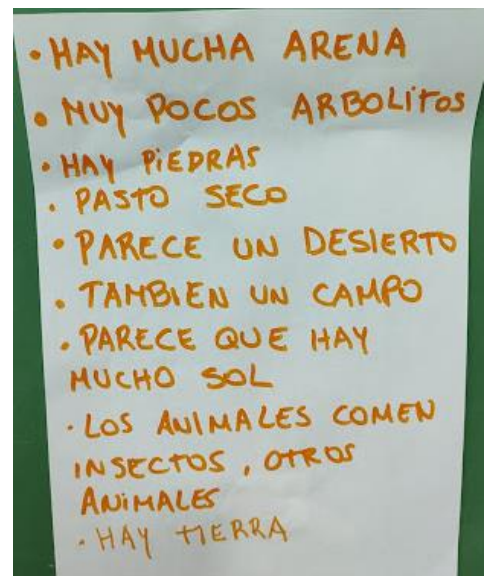 • HAY MUCHA ARENA
• MUY POCOS ARBOLITOS
• HAY PIEDRAS
• PASTO SECO
• PARECE UN DESIERTO
• TAMBIEN UN CAMPO
• PARECE QUE HAY
MUCHO SOL
• LOS ANIMALES COMEN
INSECTOS, OTROS
ANIMALES
• HAY TIERRA